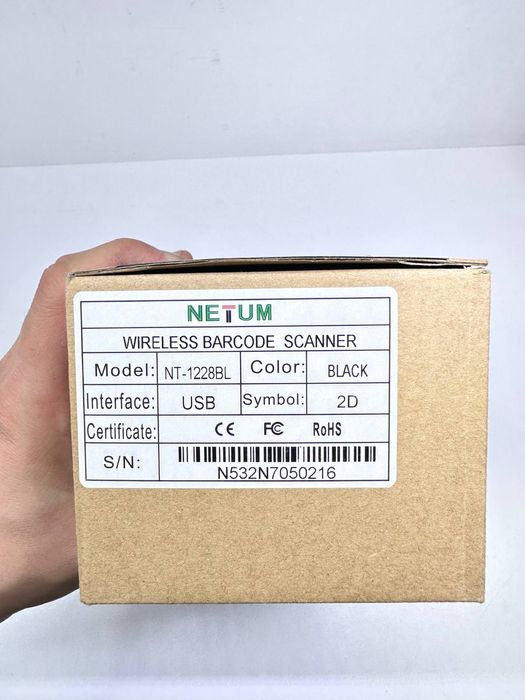 NETUM
WIRELESS BARCODE SCANNER
Model: NT-1228BL Color: BLACK
Interface: USB Symbol: 2D
Certificate: CE FC RoHS
S/N:
N532N7050216